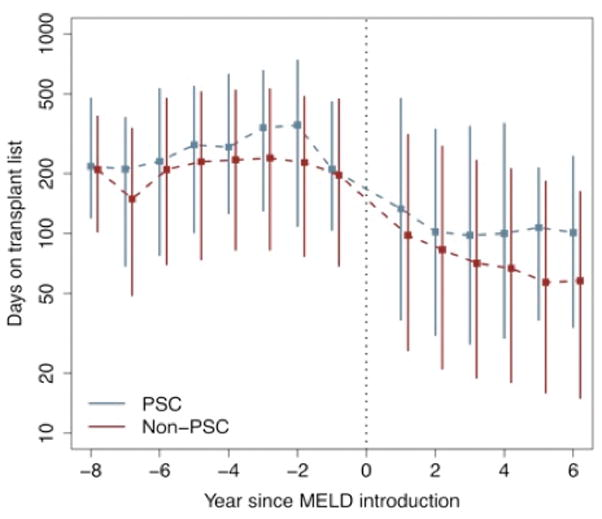 1000
500
200
100
50
20
10
Days on transplant list
PSC
Non−PSC
−8 −6 −4 −2 0 2 4 6
Year since MELD introduction